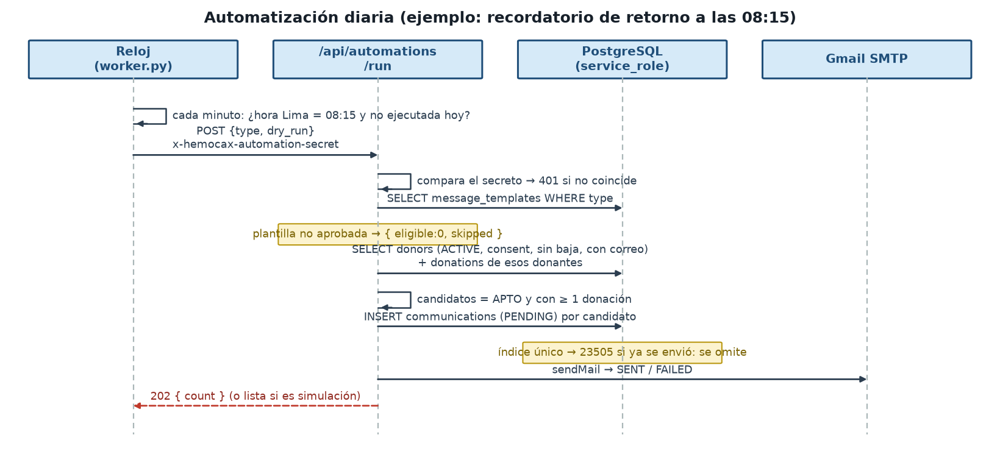 Automatización diaria (ejemplo: recordatorio de retorno a las 08:15)
Reloj
(worker.py)
/api/automations
/run
PostgreSQL
(service_role)
Gmail SMTP
cada minuto: ¿hora Lima = 08:15 y no ejecutada hoy?
POST {type, dry_run}
x-hemocax-automation-secret
compara el secreto → 401 si no coincide
SELECT message_templates WHERE type
plantilla no aprobada → { eligible:0, skipped }
SELECT donors (ACTIVE, consent, sin baja, con correo)
+ donations de esos donantes
candidatos = APTO y con ≥ 1 donación
INSERT communications (PENDING) por candidato
índice único → 23505 si ya se envió: se omite
sendMail → SENT / FAILED
202 { count } (o lista si es simulación)